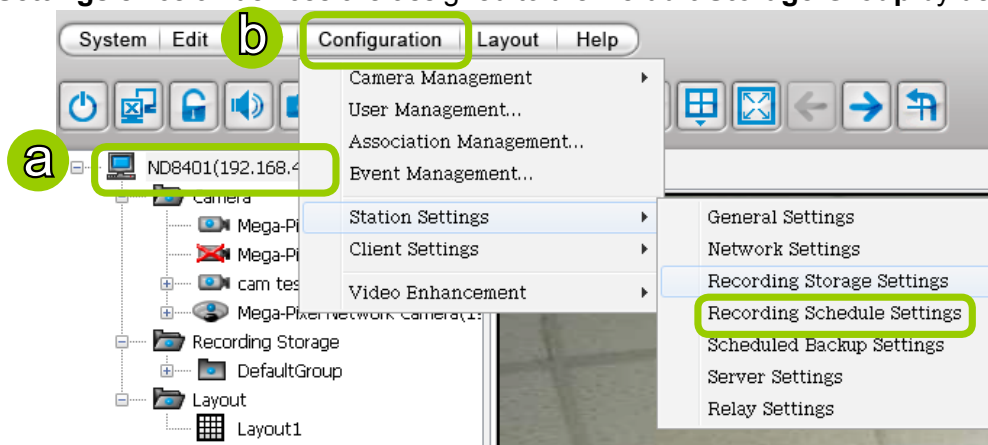 System Edit b Configuration Layout Help
Camera Management
User Management...
Association Management...
Event Management...
Station Settings
Client Settings
Video Enhancement
General Settings
Network Settings
Recording Storage Settings
Recording Schedule Settings
Scheduled Backup Settings
Server Settings
Relay Settings
a
ND8401(192.168.4
Camera
Mega-Pi
Mega-Pi
cam tes
Mega-Pixel Network Camera(1:
Recording Storage
DefaultGroup
Layout
Layout1